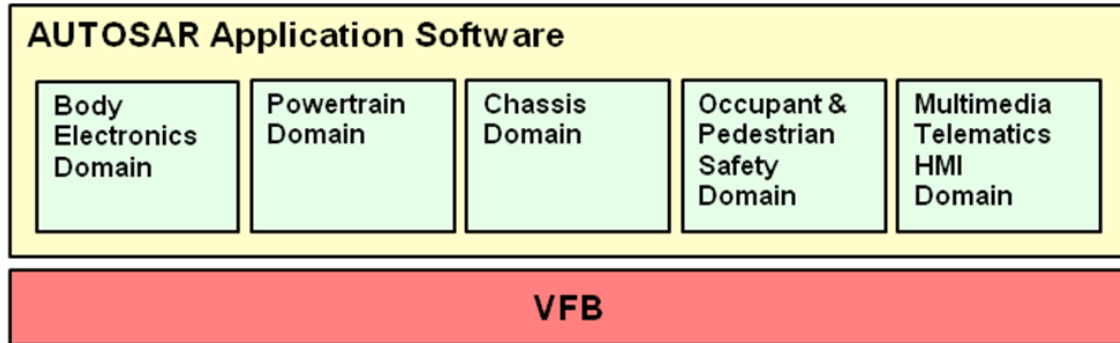 AUTOSAR Application Software
Body
Electronics
Domain
Powertrain
Domain
Chassis
Domain
Occupant &
Pedestrian
Safety
Domain
Multimedia
Telematics
HMI
Domain
VFB